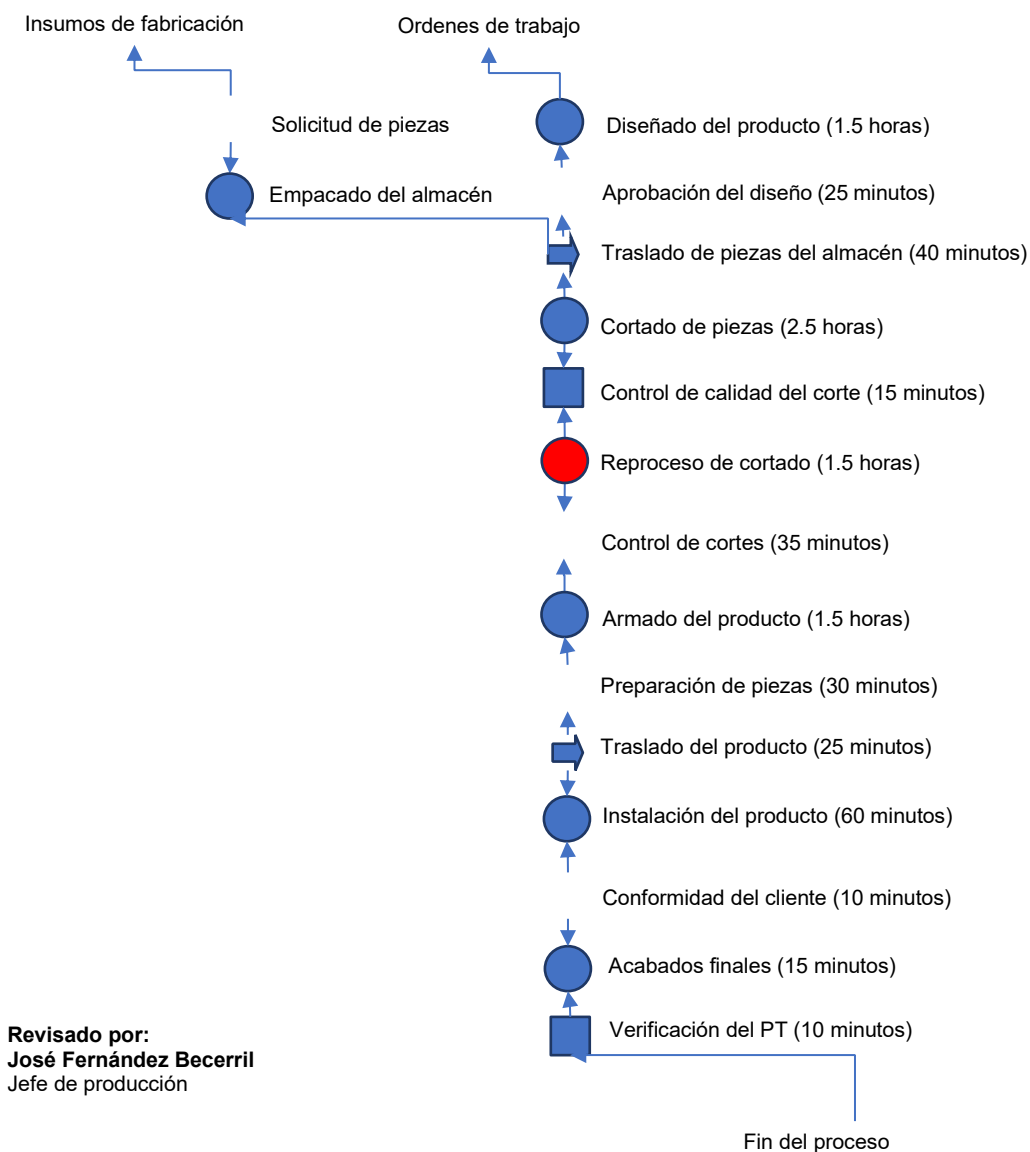 Insumos de fabricación
Ordenes de trabajo
Solicitud de piezas
Diseñado del producto (1.5 horas)
Empacado del almacén
Aprobación del diseño (25 minutos)
Traslado de piezas del almacén (40 minutos)
Cortado de piezas (2.5 horas)
Control de calidad del corte (15 minutos)
Reproceso de cortado (1.5 horas)
Control de cortes (35 minutos)
Armado del producto (1.5 horas)
Preparación de piezas (30 minutos)
Traslado del producto (25 minutos)
Instalación del producto (60 minutos)
Conformidad del cliente (10 minutos)
Acabados finales (15 minutos)
Verificación del PT (10 minutos)
Revisado por:
José Fernández Becerril
Jefe de producción
Fin del proceso